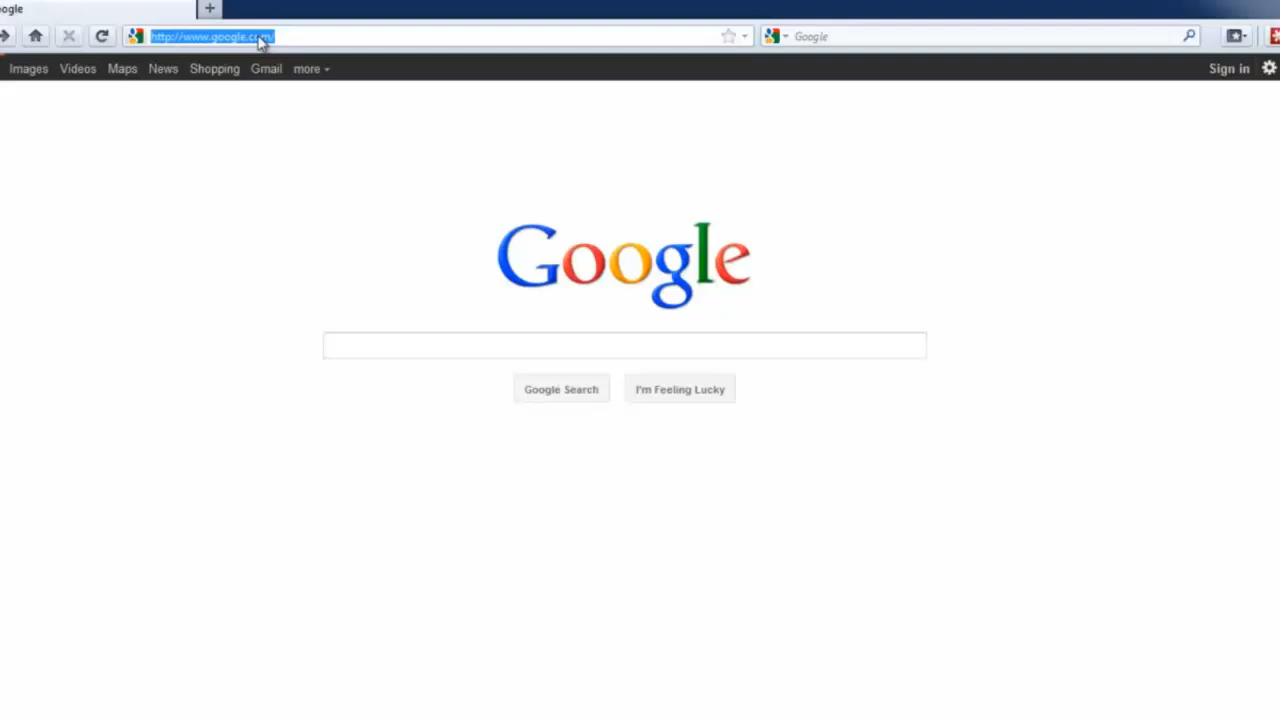 ogle
http://www.google.com/
Google
Images Videos Maps News Shopping Gmail more
Sign in
Google
Google Search I'm Feeling Lucky